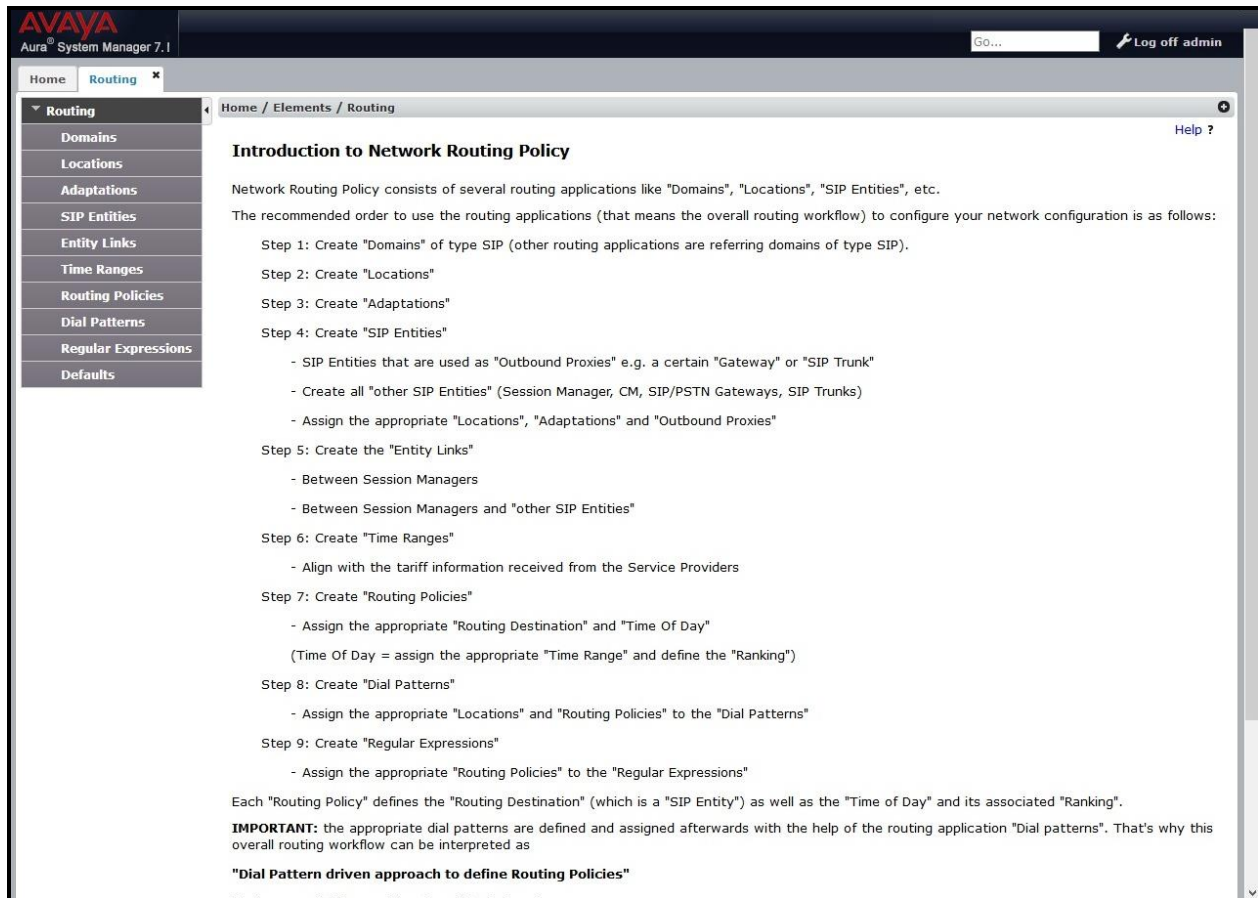 AVAYA
Aura® System Manager 7.1
Go...
Log off admin
Home
Routing ×
Routing
Domains
Locations
Adaptations
SIP Entities
Entity Links
Time Ranges
Routing Policies
Dial Patterns
Regular Expressions
Defaults
Home / Elements / Routing
Help ?
Introduction to Network Routing Policy
Network Routing Policy consists of several routing applications like "Domains", "Locations", "SIP Entities", etc.
The recommended order to use the routing applications (that means the overall routing workflow) to configure your network configuration is as follows:
Step 1: Create "Domains" of type SIP (other routing applications are referring domains of type SIP).
Step 2: Create "Locations"
Step 3: Create "Adaptations"
Step 4: Create "SIP Entities"
- SIP Entities that are used as "Outbound Proxies" e.g. a certain "Gateway" or "SIP Trunk"
- Create all "other SIP Entities" (Session Manager, CM, SIP/PSTN Gateways, SIP Trunks)
- Assign the appropriate "Locations", "Adaptations" and "Outbound Proxies"
Step 5: Create the "Entity Links"
- Between Session Managers
- Between Session Managers and "other SIP Entities"
Step 6: Create "Time Ranges"
- Align with the tariff information received from the Service Providers
Step 7: Create "Routing Policies"
- Assign the appropriate "Routing Destination" and "Time Of Day"
(Time Of Day = assign the appropriate "Time Range" and define the "Ranking")
Step 8: Create "Dial Patterns"
- Assign the appropriate "Locations" and "Routing Policies" to the "Dial Patterns"
Step 9: Create "Regular Expressions"
- Assign the appropriate "Routing Policies" to the "Regular Expressions"
Each "Routing Policy" defines the "Routing Destination" (which is a "SIP Entity") as well as the "Time of Day" and its associated "Ranking".
IMPORTANT: the appropriate dial patterns are defined and assigned afterwards with the help of the routing application "Dial patterns". That's why this
overall routing workflow can be interpreted as
"Dial Pattern driven approach to define Routing Policies"